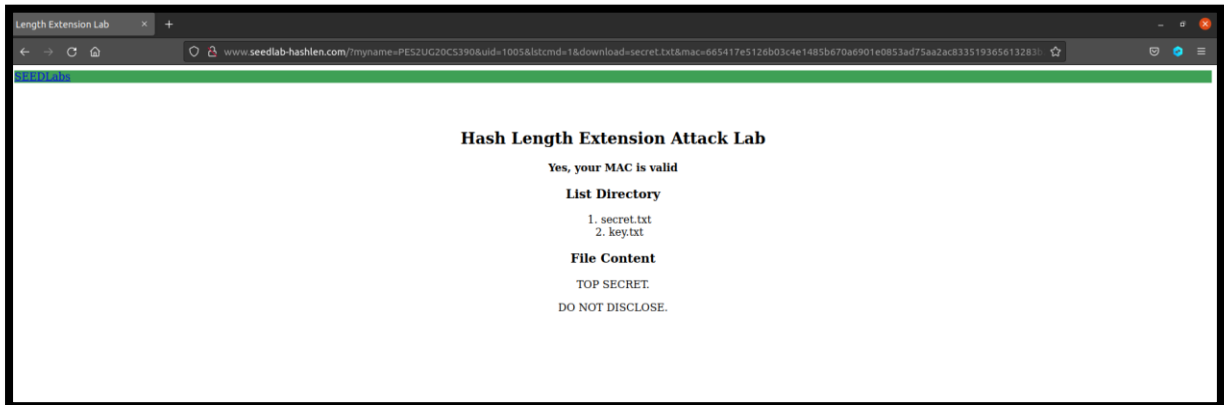 Length Extension Lab
www.seedlab-hashlen.com/?myname=PES2UG20CS390&uid=1005&lstcmd=1&download=secret.txt&mac=665417e5126b03c4e1485b670a6901e0853ad75aa2ac833519365613283b
SEEDLabs
Hash Length Extension Attack Lab
Yes, your MAC is valid
List Directory
1. secret.txt
2. key.txt
File Content
TOP SECRET.
DO NOT DISCLOSE.